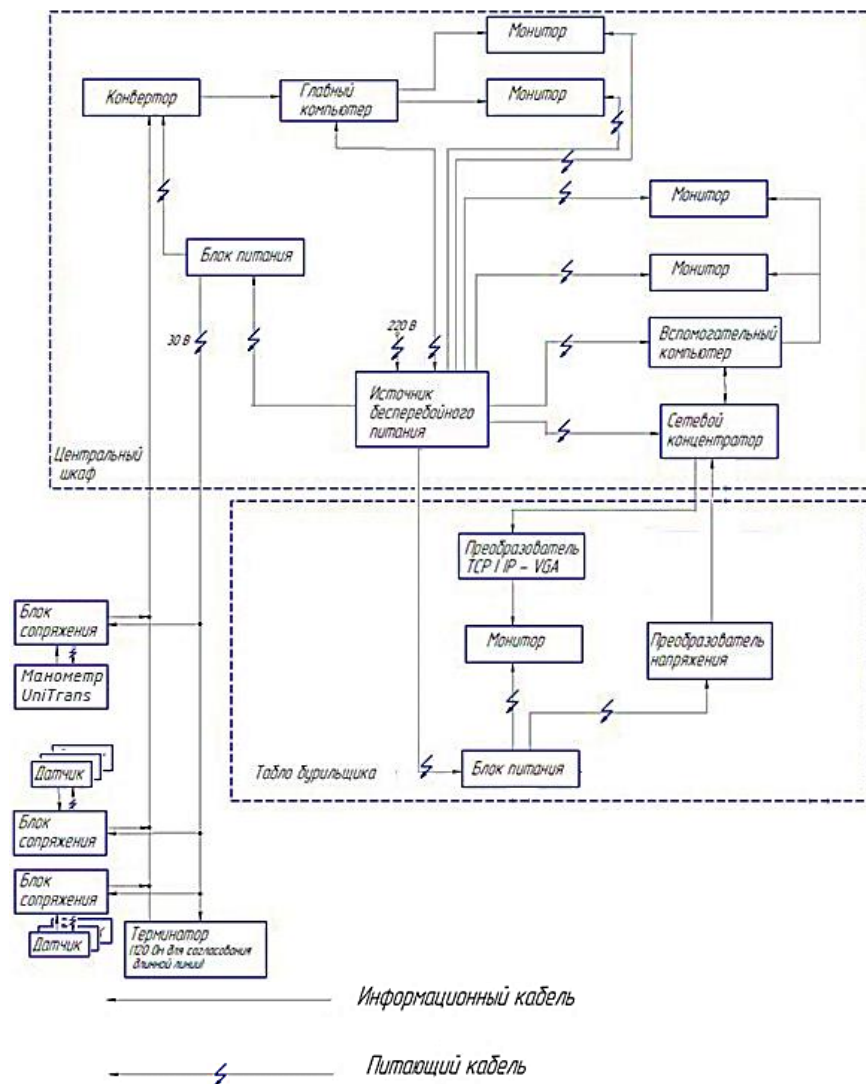 Монитор
Конвертор
Главный
компьютер
Монитор
Монитор
Блок питания
Монитор
30 В
220 В
Вспомогательный
компьютер
Источник
бесперебойного
питания
Сетевой
концентратор
Центральный
шкаф
Преобразователь
TCP / IP - VGA
Блок
сопряжения
Монитор
Преобразователь
напряжения
Манометр
UniTrans
Табло бурильщика
Блок питания
Датчик
Блок
сопряжения
Блок
сопряжения
Датчик
Терминатор
(120 Ом для согласования
длинной линии)
Информационный кабель
Питающий кабель